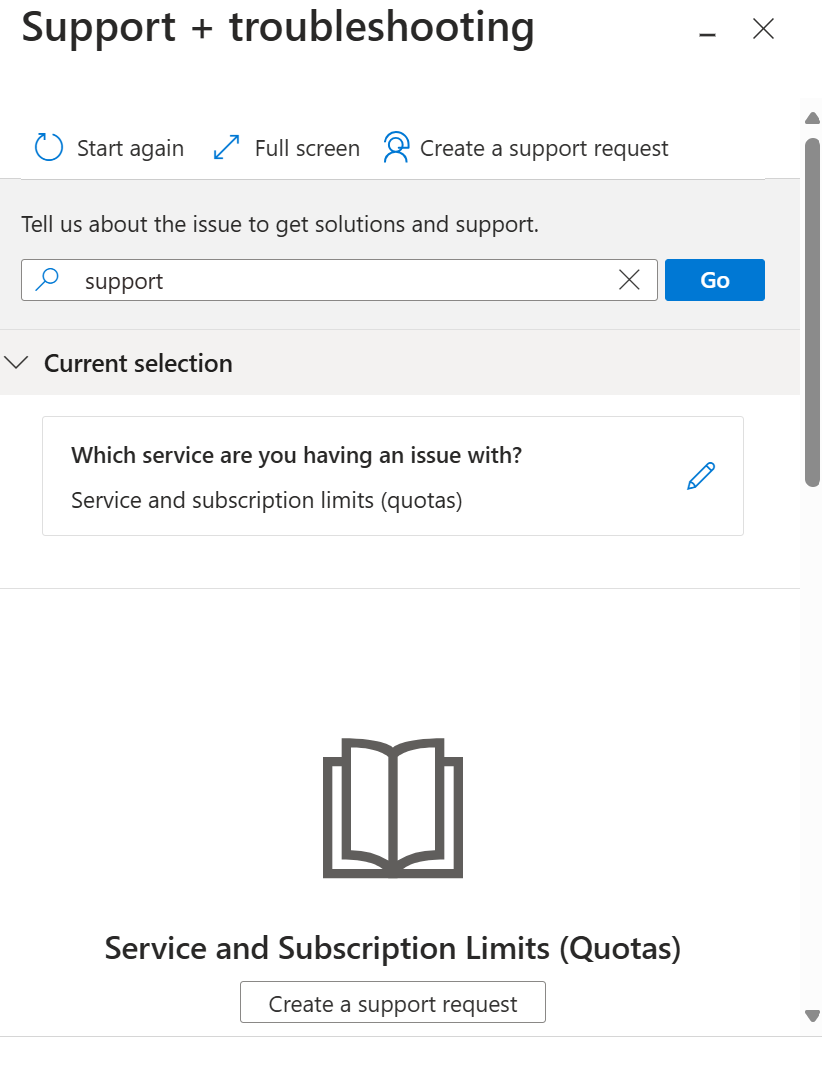 Support + troubleshooting
Start again
Full screen
Create a support request
Tell us about the issue to get solutions and support.
support
Go
Current selection
Which service are you having an issue with?
Service and subscription limits (quotas)
Service and Subscription Limits (Quotas)
Create a support request